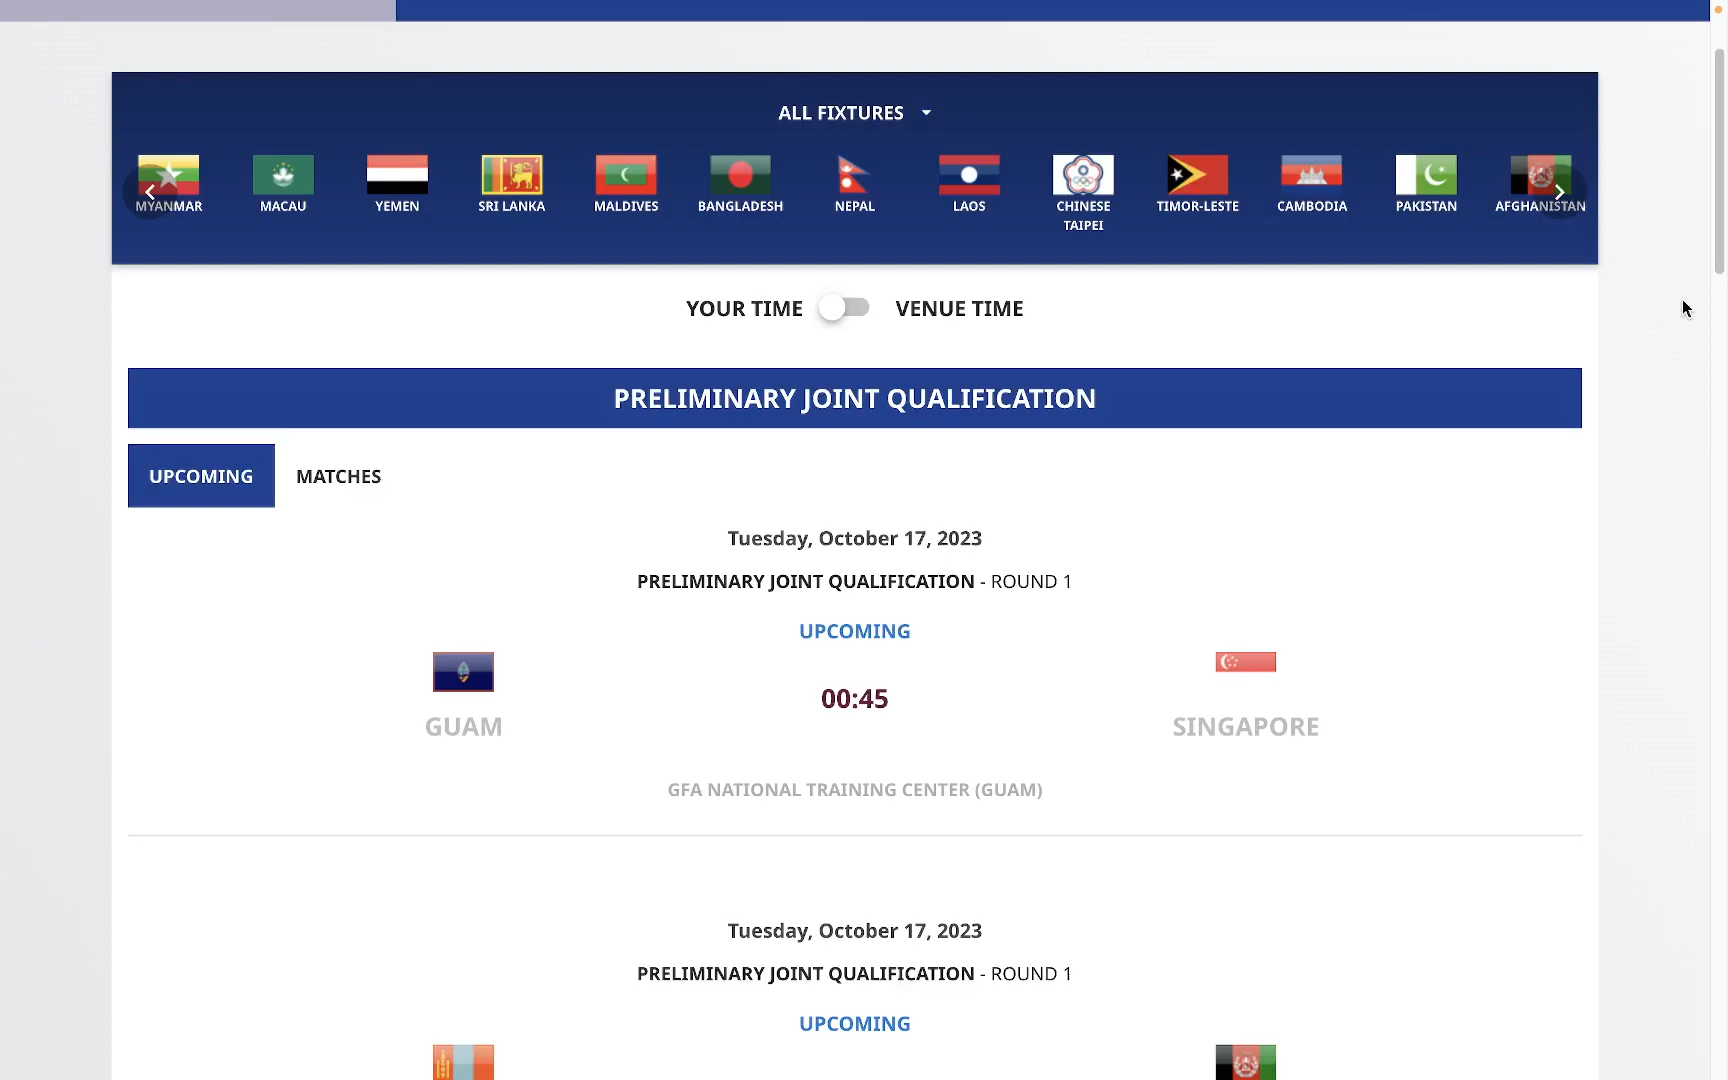 ALL FIXTURES
MYANMAR
MACAU
YEMEN
SRI LANKA
MALDIVES
BANGLADESH
NEPAL
LAOS
CHINESE
TAIPEI
TIMOR-LESTE
CAMBODIA
PAKISTAN
AFGHANISTAN
YOUR TIME
VENUE TIME
PRELIMINARY JOINT QUALIFICATION
UPCOMING
MATCHES
Tuesday, October 17, 2023
PRELIMINARY JOINT QUALIFICATION - ROUND 1
UPCOMING
GUAM
00:45
SINGAPORE
GFA NATIONAL TRAINING CENTER (GUAM)
Tuesday, October 17, 2023
PRELIMINARY JOINT QUALIFICATION - ROUND 1
UPCOMING